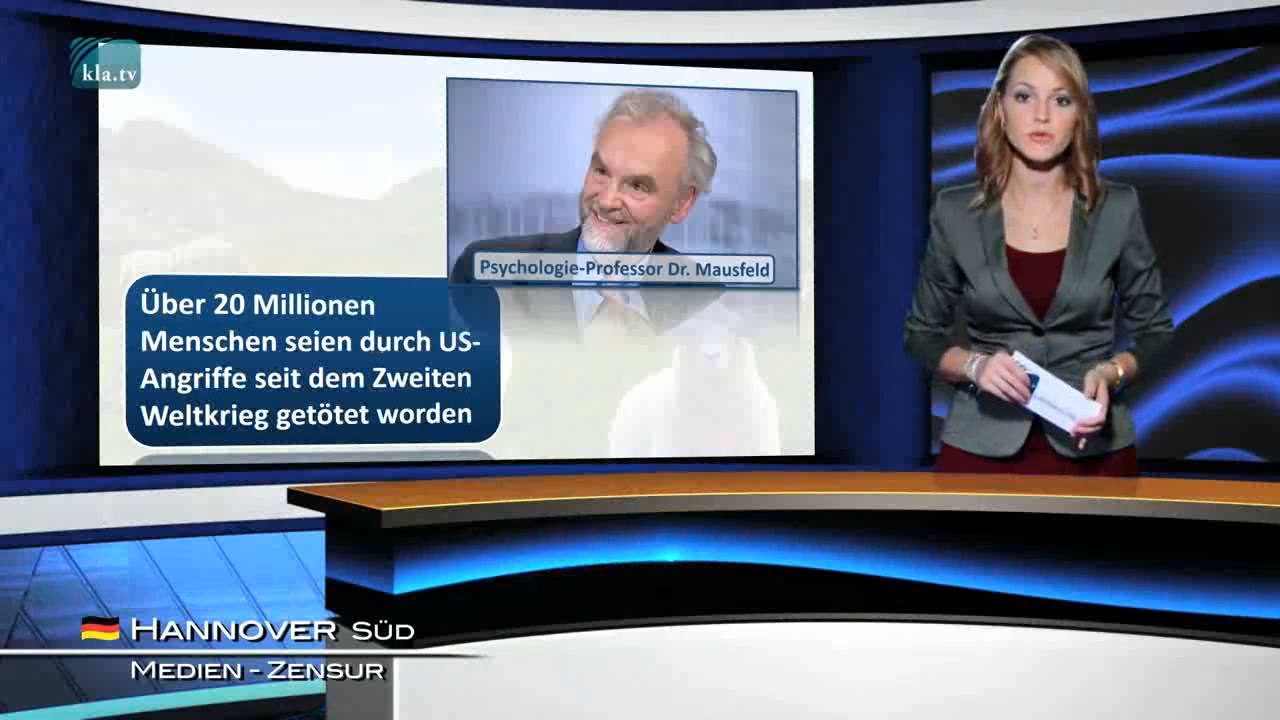 kla.tv
Psychologie-Professor Dr. Mausfeld
Über 20 Millionen
Menschen seien durch US-
Angriffe seit dem Zweiten
Weltkrieg getötet worden
HANNOVER SÜD
MEDIEN - ZENSUR